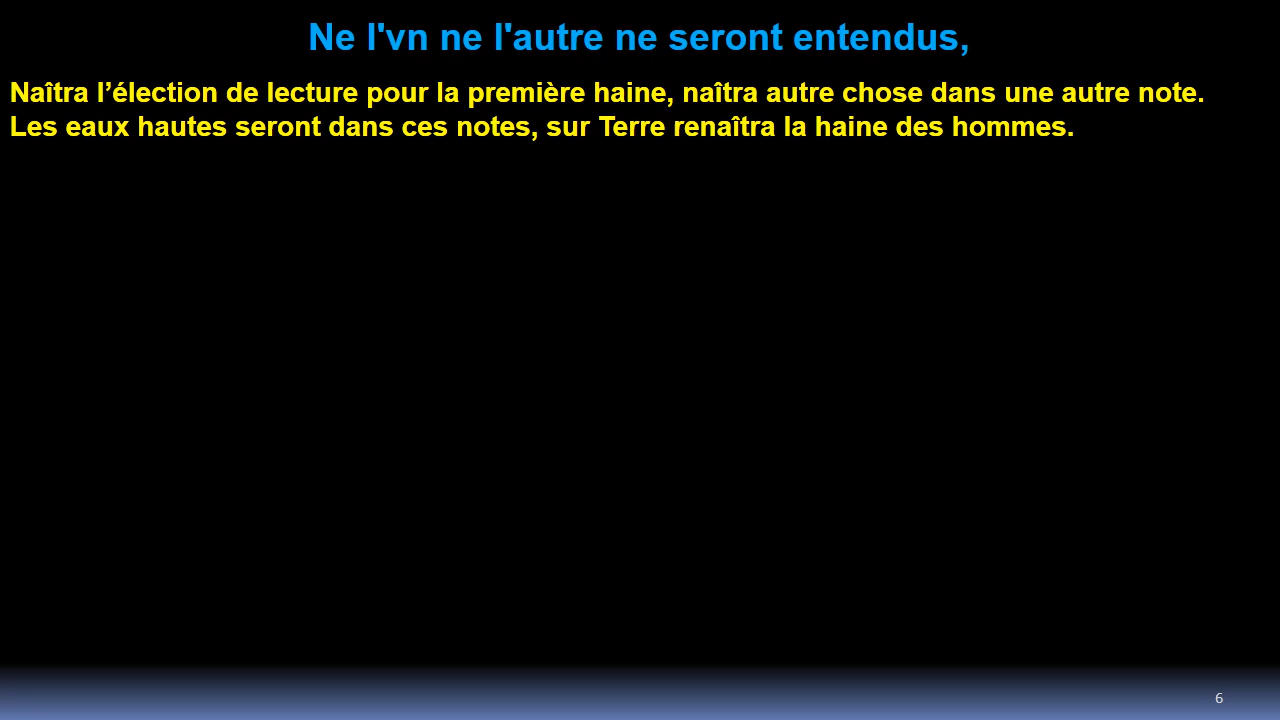 Ne l'vn ne l'autre ne seront entendus,
Naîtra l’élection de lecture pour la première haine, naîtra autre chose dans une autre note.
Les eaux hautes seront dans ces notes, sur Terre renaîtra la haine des hommes.
6